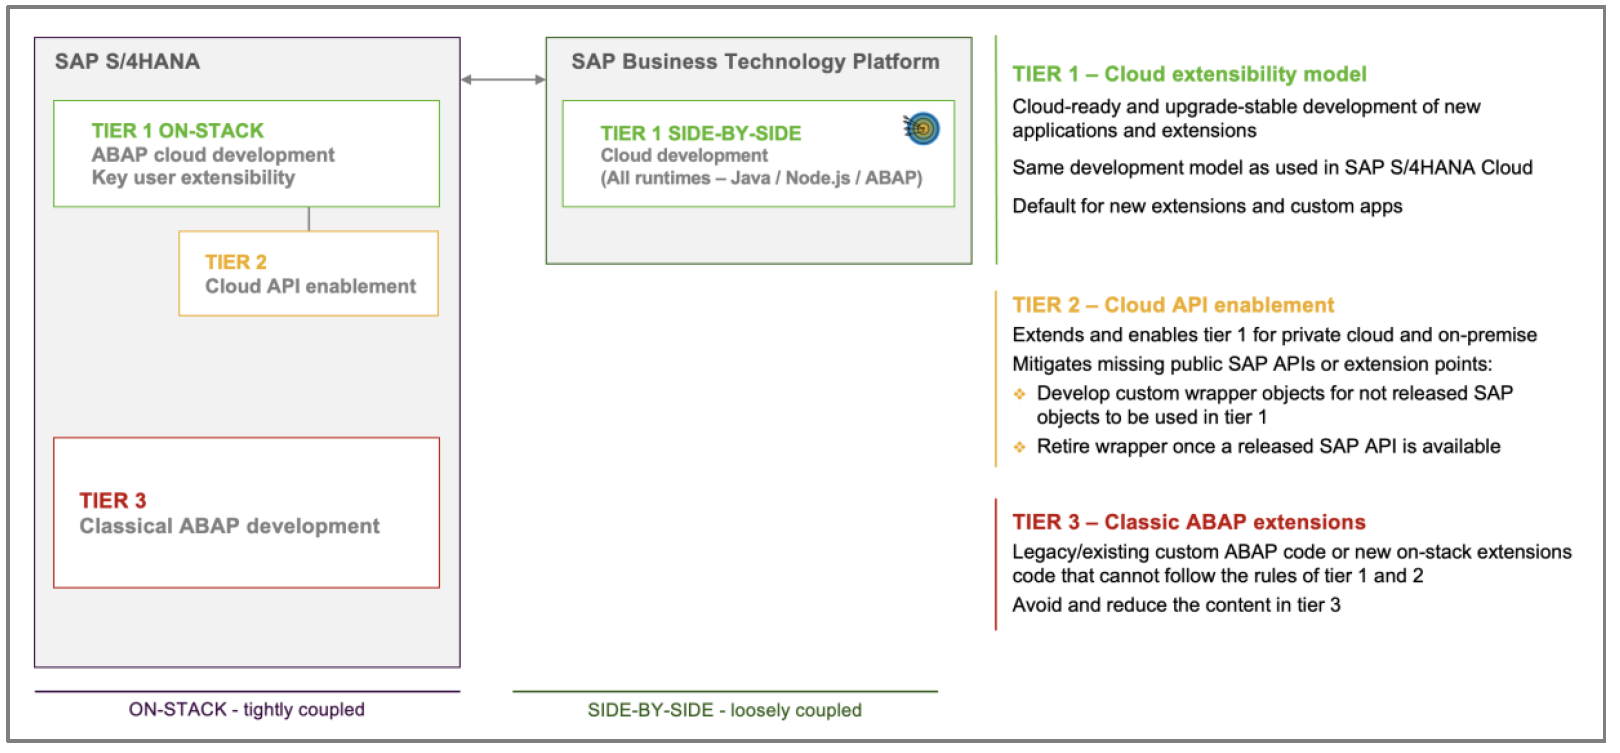 SAP S/4HANA
TIER 1 ON-STACK
ABAP cloud development
Key user extensibility
TIER 2
Cloud API enablement
TIER 3
Classical ABAP development
ON-STACK - tightly coupled
SAP Business Technology Platform
TIER 1 SIDE-BY-SIDE
Cloud development
(All runtimes – Java / Node.js / ABAP)
SIDE-BY-SIDE - loosely coupled
TIER 1 – Cloud extensibility model
Cloud-ready and upgrade-stable development of new
applications and extensions
Same development model as used in SAP S/4HANA Cloud
Default for new extensions and custom apps
TIER 2 – Cloud API enablement
Extends and enables tier 1 for private cloud and on-premise
Mitigates missing public SAP APIs or extension points:
❖ Develop custom wrapper objects for not released SAP
objects to be used in tier 1
❖ Retire wrapper once a released SAP API is available
TIER 3 – Classic ABAP extensions
Legacy/existing custom ABAP code or new on-stack extensions
code that cannot follow the rules of tier 1 and 2
Avoid and reduce the content in tier 3